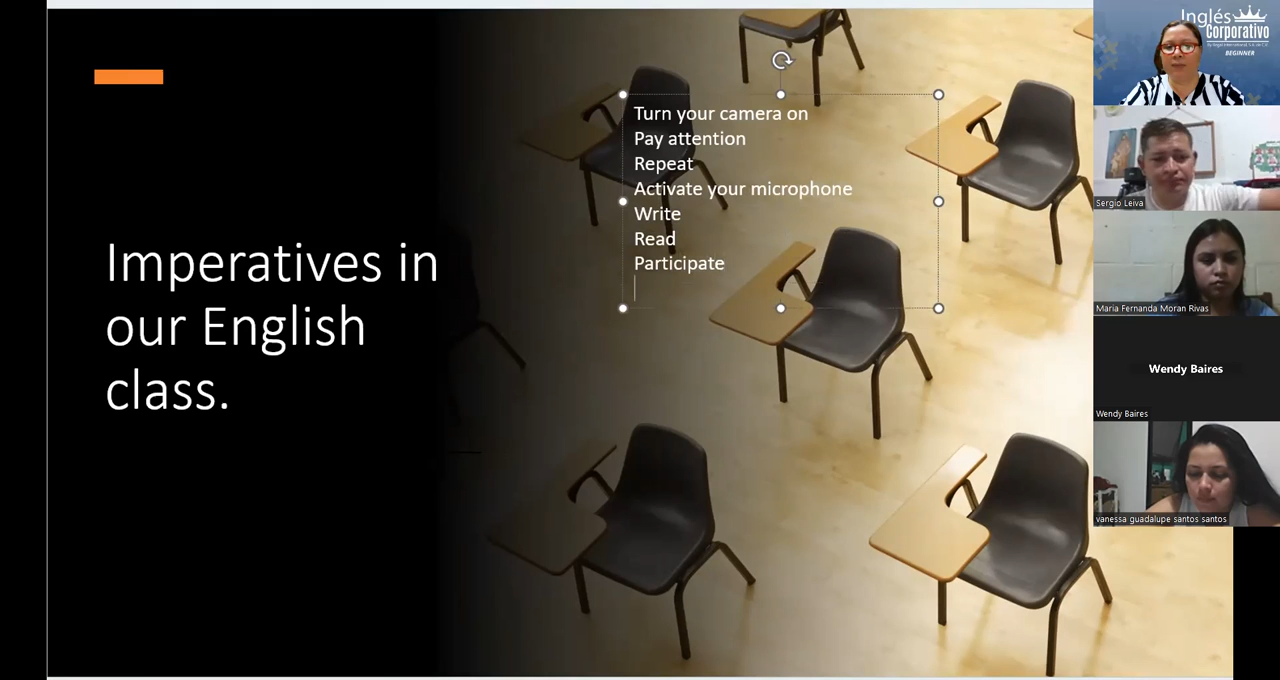 Imperatives in
our English
class.
Turn your camera on
Pay attention
Repeat
Activate your microphone
Write
Read
Participate
Inglés
Corporativo
BEGINNER
Sergio Leiva
Maria Fernanda Moran Rivas
Wendy Baires
Wendy Baires
vanessa guadalupe santos santos